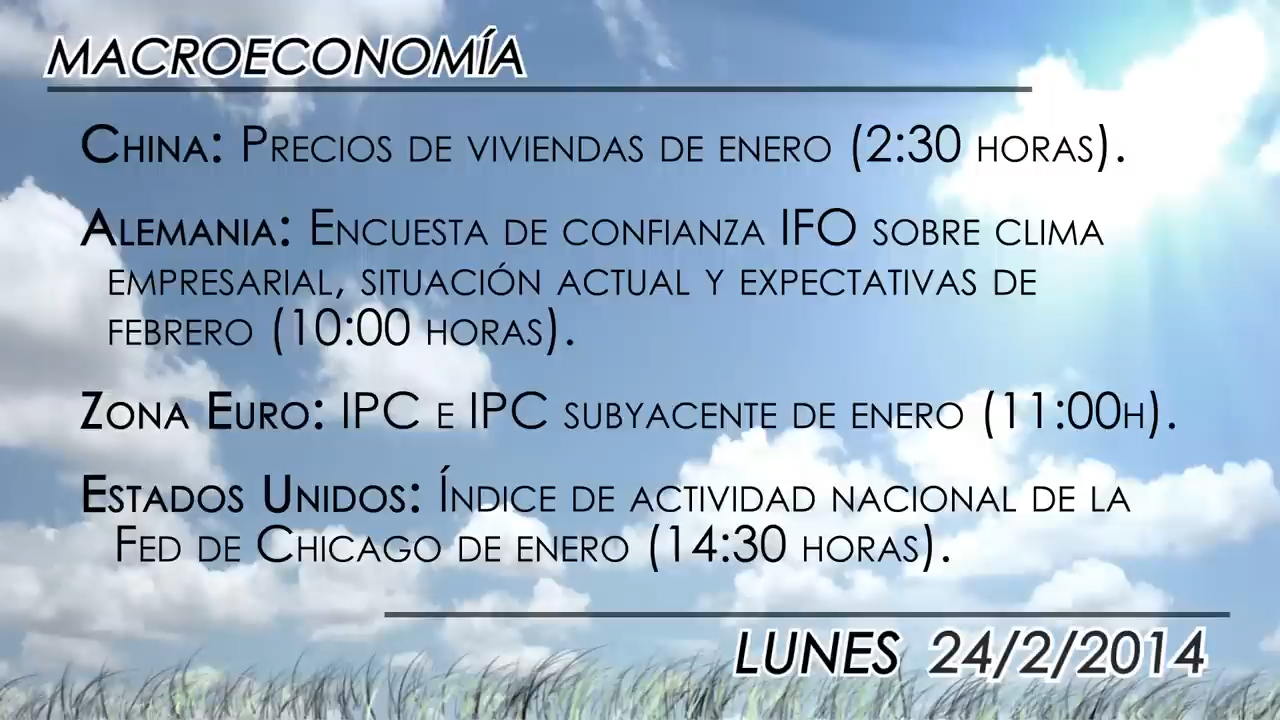 MACROECONOMÍA
China: Precios de viviendas de enero (2:30 horas).
Alemania: Encuesta de confianza IFO sobre clima
empresarial, situación actual y expectativas de
febrero (10:00 horas).
Zona Euro: IPC e IPC subyacente de enero (11:00h).
Estados Unidos: Índice de actividad nacional de la
Fed de Chicago de enero (14:30 horas).
LUNES 24/2/2014